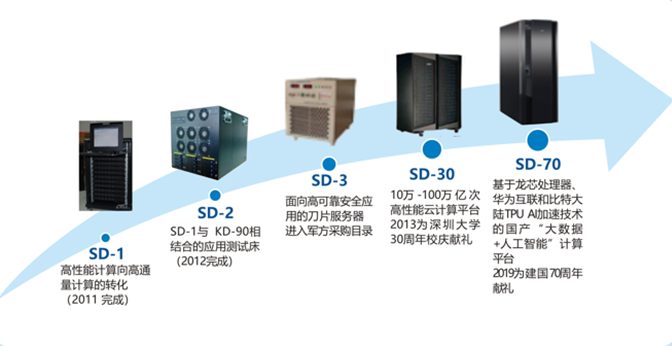 SD-1
高性能计算向高通
量计算的转化
（2011 完成）
SD-2
SD-1与 KD-90相
结合的应用测试床
（2012完成）
SD-3
面向高可靠安全应
用的刀片服务器
进入军方采购目录
SD-30
10万 -100万 亿 次
高性能云计算平台
2013为深圳大学
30周年校庆献礼
SD-70
基于龙芯处理器、
华为互联和比特大
陆TPU AI加速技术
的国产“大数据
+人工智能”计算
平台
2019为建国70周年
献礼